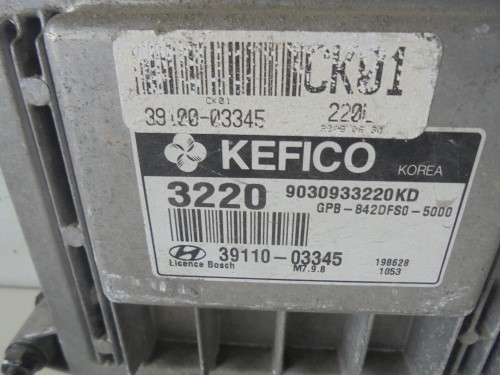 CK01
CK01
39100-03345 220L
KEFICO KOREA
3220 9030933220KD
GPB-842DFS0-5000
39110-03345
Licence Bosch M7.9.8
198628
1053